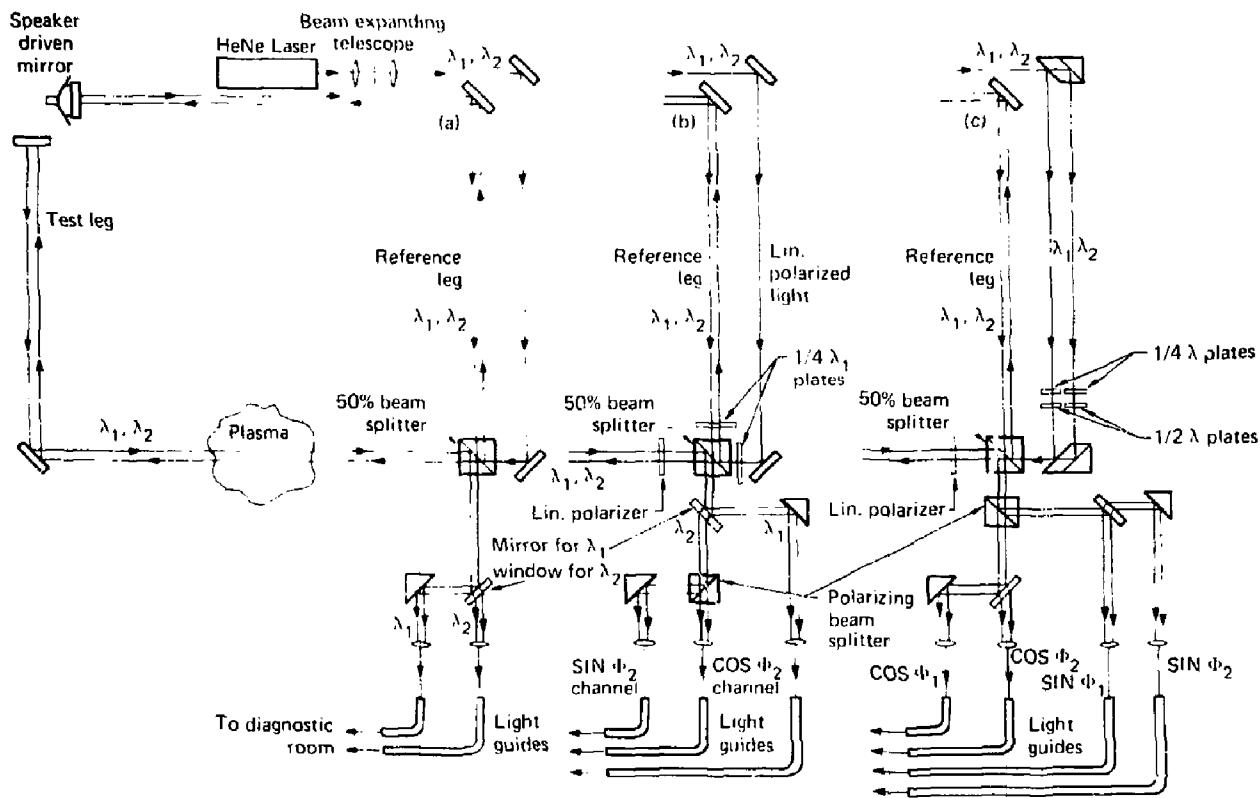 Speaker
driven
mirror
HeNe Laser
Beam expanding
telescope
λ1, λ2
(a)
λ1, λ2
(b)
λ1, λ2
(c)
Test leg
Reference
leg
λ1, λ2
Reference
leg
λ1, λ2
Lin.
polarized
light
Reference
leg
λ1, λ2
λ1
λ2
1/4 λ1
plates
1/4 λ plates
1/2 λ plates
λ1, λ2
Plasma
50% beam
splitter
50% beam
splitter
50% beam
splitter
λ1, λ2
Lin. polarizer
Lin. polarizer
Mirror for λ1
window for λ2
λ2
λ1
Polarizing
beam
splitter
λ1
λ2
SIN Φ2
channel
COS Φ2
channel
COS Φ1
COS Φ2
SIN Φ1
SIN Φ2
To diagnostic
room
Light
guides
Light
guides
Light
guides